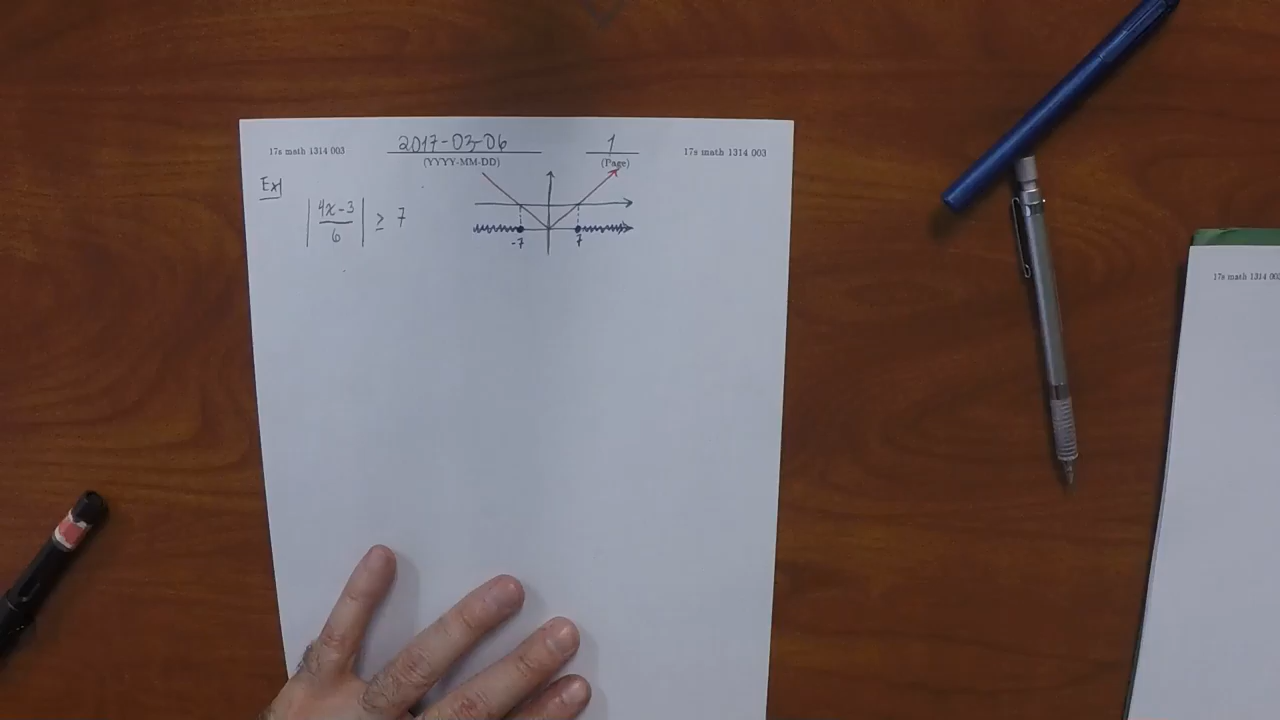 17s math 1314 003 2017-03-06 1 17s math 1314 003
(YYYY-MM-DD) (Page)
Ex|
|4x-3 / 6| ≥ 7
-7 7
17s math 1314 003